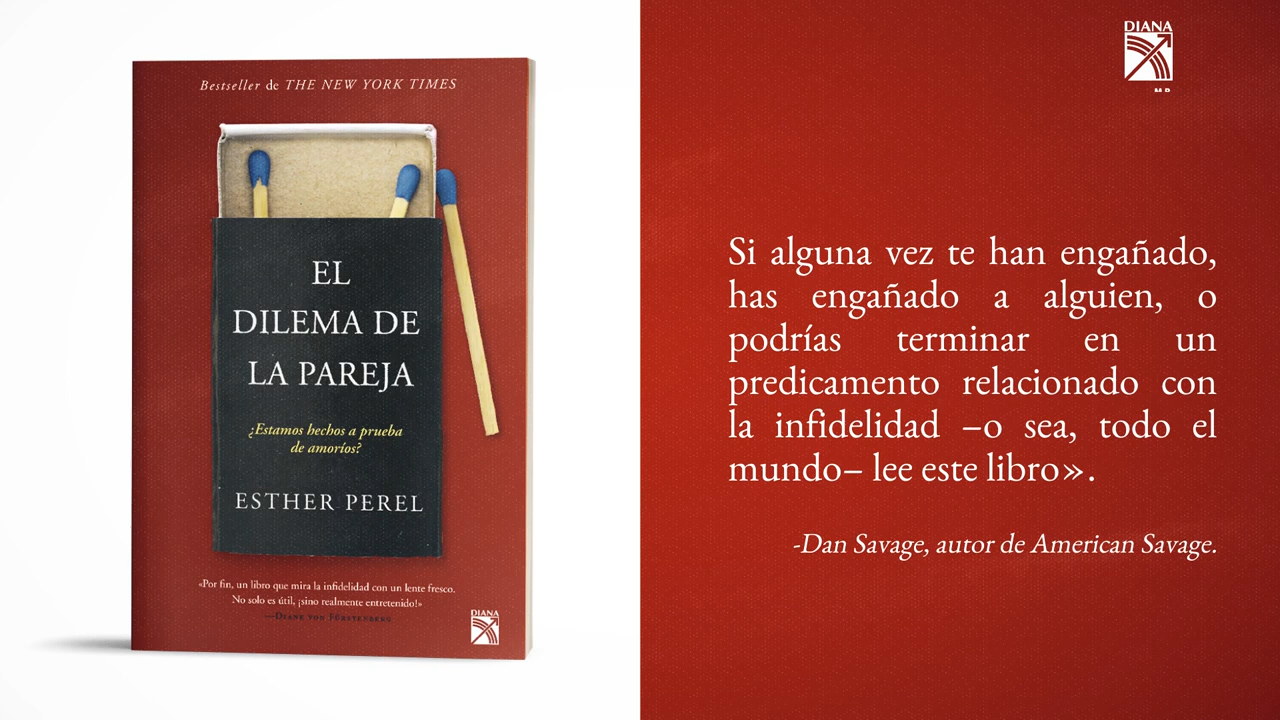 Bestseller de THE NEW YORK TIMES
EL
DILEMA DE
LA PAREJA
¿Estamos hechos a prueba
de amoríos?
ESTHER PEREL
«Por fin, un libro que mira la infidelidad con un lente fresco.
No solo es útil, ¡sino realmente entretenido!»
—DIANE VON FÜRSTENBERG
DIANA
DIANA
Si alguna vez te han engañado,
has engañado a alguien, o
podrías terminar en un
predicamento relacionado con
la infidelidad –o sea, todo el
mundo– lee este libro».
-Dan Savage, autor de American Savage.